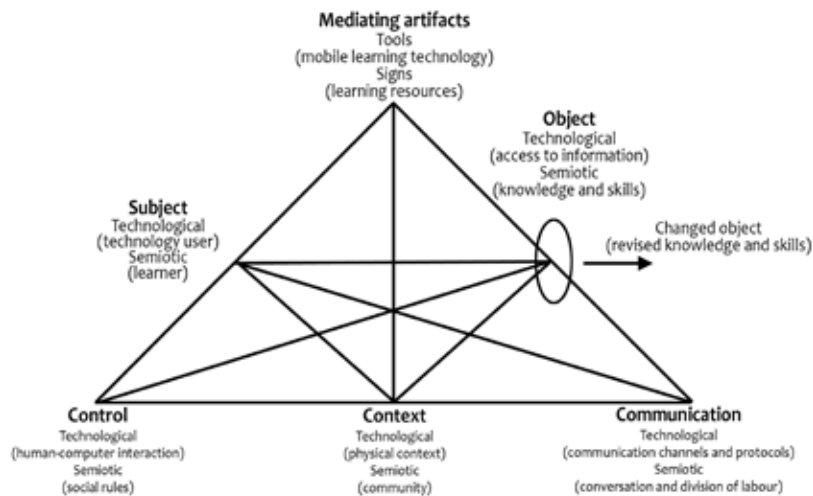 Mediating artifacts
Tools
(mobile learning technology)
Signs
(learning resources)
Object
Technological
(access to information)
Semiotic
(knowledge and skills)
Subject
Technological
(technology user)
Semiotic
(learner)
Changed object
(revised knowledge and skills)
Control
Technological
(human-computer interaction)
Semiotic
(social rules)
Context
Technological
(physical context)
Semiotic
(community)
Communication
Technological
(communication channels and protocols)
Semiotic
(conversation and division of labour)